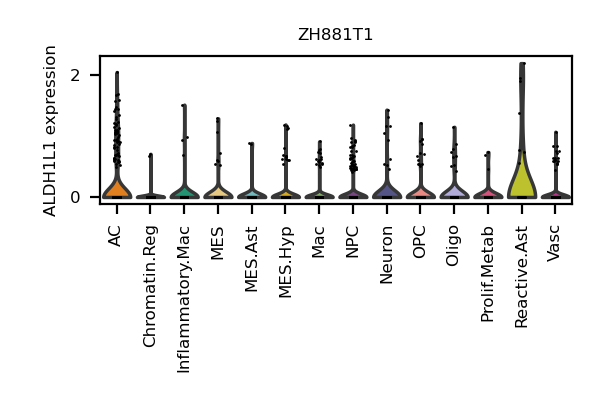 ZH881T1
ALDH1L1 expression
2
0
AC
Chromatin.Reg
Inflammatory.Mac
MES
MES.Ast
MES.Hyp
Mac
NPC
Neuron
OPC
Oligo
Prolif.Metab
Reactive.Ast
Vasc